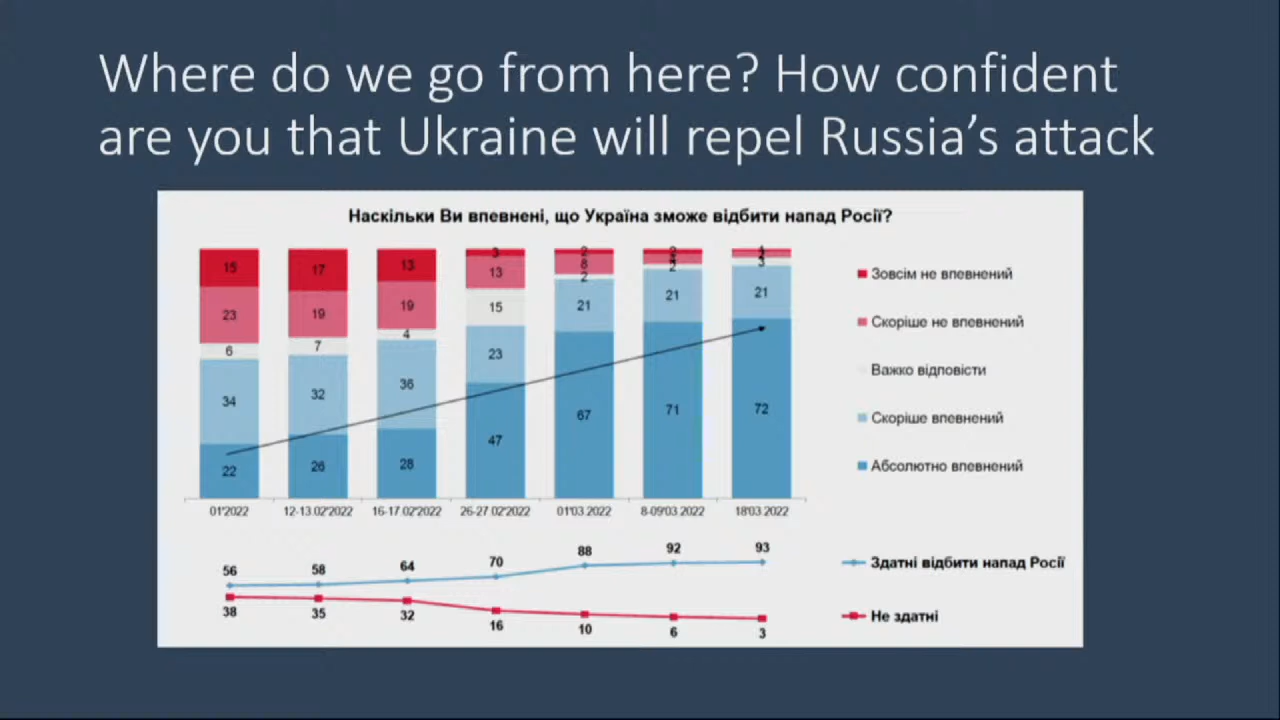 Where do we go from here? How confident
are you that Ukraine will repel Russia's attack
Наскільки Ви впевнені, що Україна зможе відбити напад Росії?
15 17 13 3 2 2 1
23 19 19 13 8
6 7 4 15 2 2 3
34 32 36 23 21 21 21
22 26 28 47 67 71 72
01'2022 12-13.02'2022 16-17.02'2022 26-27.02'2022 01'03.2022 8-09'03.2022 18'03.2022
Зовсім не впевнений
Скоріше не впевнений
Важко відповісти
Скоріше впевнений
Абсолютно впевнений
56 58 64 70 88 92 93
38 35 32 16 10 6 3
Здатні відбити напад Росії
Не здатні